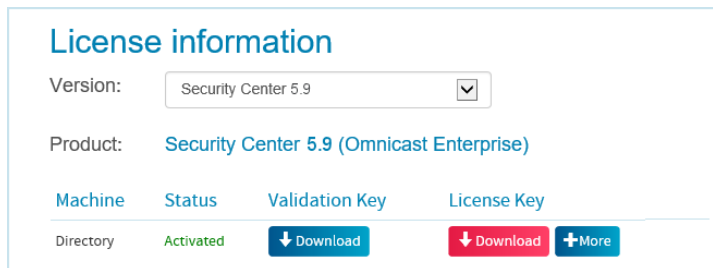 License information
Version: Security Center 5.9
Product: Security Center 5.9 (Omnicast Enterprise)
Machine Status Validation Key License Key
Directory Activated Download Download +More